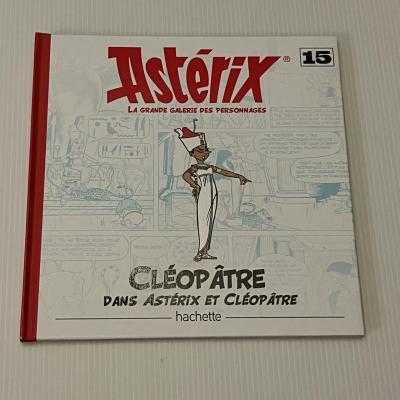 Astérix ® 15
LA GRANDE GALERIE DES PERSONNAGES
CLÉOPÂTRE
DANS ASTÉRIX ET CLÉOPÂTRE
hachette